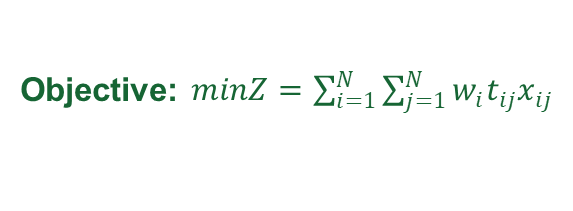 Objective: minZ = ∑_{i=1}^{N} ∑_{j=1}^{N} w_i t_{ij} x_{ij}